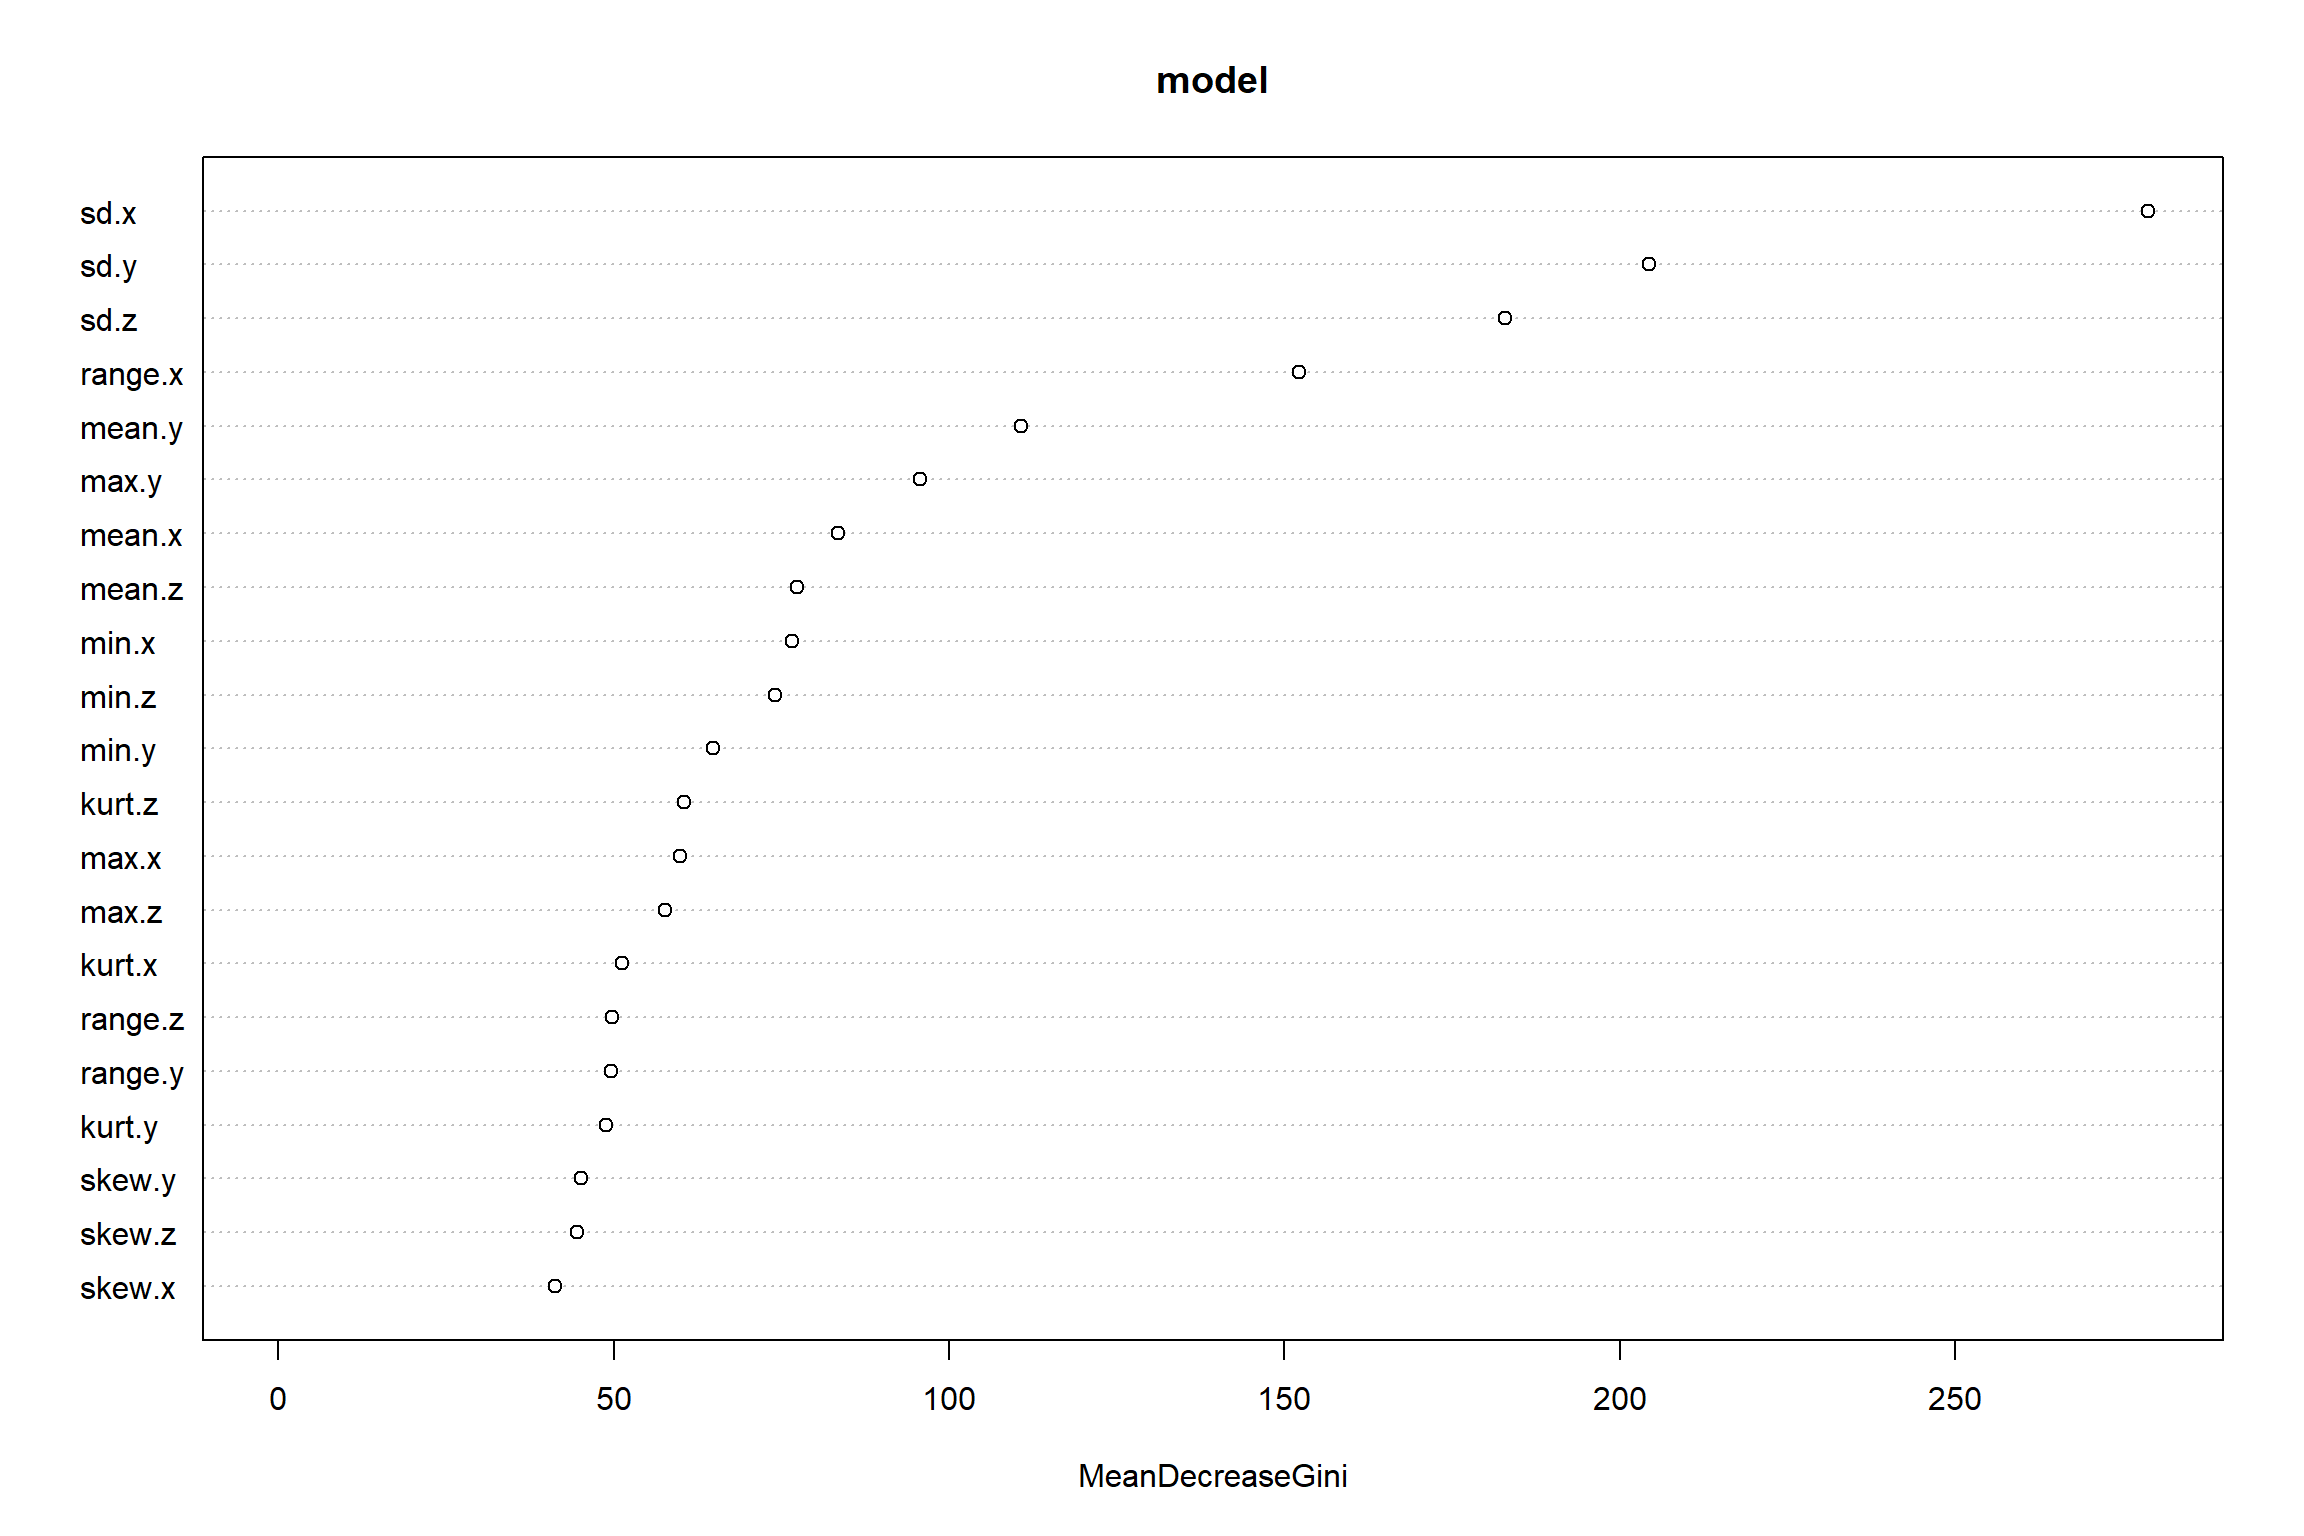 model
sd.x
sd.y
sd.z
range.x
mean.y
max.y
mean.x
mean.z
min.x
min.z
min.y
kurt.z
max.x
max.z
kurt.x
range.z
range.y
kurt.y
skew.y
skew.z
skew.x
0 50 100 150 200 250
MeanDecreaseGini